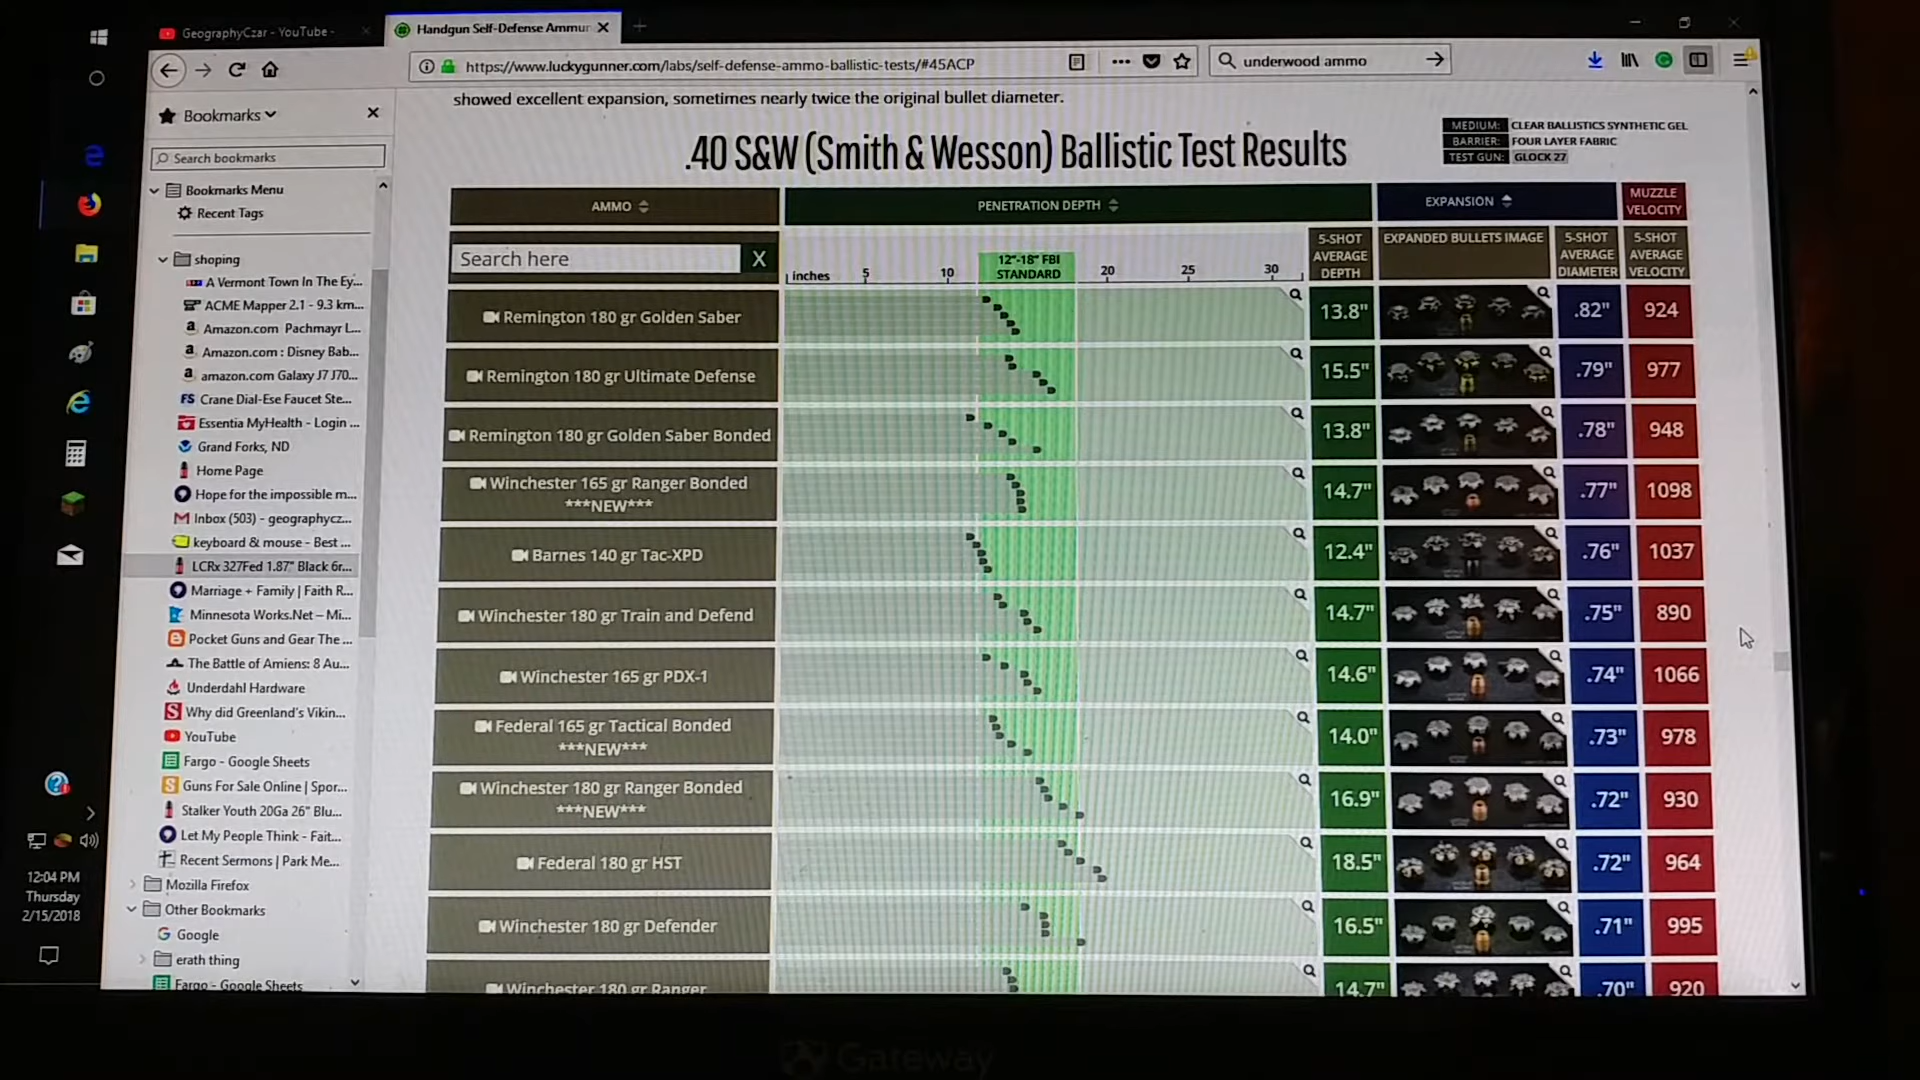 GeographyCzar - YouTube -
Handgun Self-Defense Ammur
https://www.luckygunner.com/labs/self-defense-ammo-ballistic-tests/#45ACP
underwood ammo
Bookmarks
Search bookmarks
Bookmarks Menu
Recent Tags
shoping
A Vermont Town In The Ey...
ACME Mapper 2.1 - 9.3 km...
Amazon.com Pachmayr L...
Amazon.com : Disney Bab...
amazon.com Galaxy J7 J70...
FS Crane Dial-Ese Faucet Ste...
Essentia MyHealth - Login ...
Grand Forks, ND
Home Page
Hope for the impossible m...
Inbox (503) - geographycz...
keyboard & mouse - Best ...
LCRx 327Fed 1.87" Black 6r...
Marriage + Family | Faith R...
Minnesota Works.Net – Mi...
Pocket Guns and Gear The ...
The Battle of Amiens: 8 Au...
Underdahl Hardware
Why did Greenland's Vikin...
YouTube
Fargo - Google Sheets
Guns For Sale Online | Spor...
Stalker Youth 20Ga 26" Blu...
Let My People Think - Fait...
Recent Sermons | Park Me...
Mozilla Firefox
Other Bookmarks
Google
erath thing
Fargo - Google Sheets
12:04 PM
Thursday
2/15/2018
showed excellent expansion, sometimes nearly twice the original bullet diameter.
.40 S&W (Smith & Wesson) Ballistic Test Results
MEDIUM: CLEAR BALLISTICS SYNTHETIC GEL
BARRIER: FOUR LAYER FABRIC
TEST GUN: GLOCK 27
AMMO PENETRATION DEPTH EXPANSION MUZZLE VELOCITY
Search here X
inches 5 10 12"-18" FBI STANDARD 20 25 30
5-SHOT AVERAGE DEPTH EXPANDED BULLETS IMAGE 5-SHOT AVERAGE DIAMETER 5-SHOT AVERAGE VELOCITY
Remington 180 gr Golden Saber 13.8" .82" 924
Remington 180 gr Ultimate Defense 15.5" .79" 977
Remington 180 gr Golden Saber Bonded 13.8" .78" 948
Winchester 165 gr Ranger Bonded 14.7" .77" 1098
***NEW***
Barnes 140 gr Tac-XPD 12.4" .76" 1037
Winchester 180 gr Train and Defend 14.7" .75" 890
Winchester 165 gr PDX-1 14.6" .74" 1066
Federal 165 gr Tactical Bonded 14.0" .73" 978
***NEW***
Winchester 180 gr Ranger Bonded 16.9" .72" 930
***NEW***
Federal 180 gr HST 18.5" .72" 964
Winchester 180 gr Defender 16.5" .71" 995
Winchester 180 gr Ranger 14.7" .70" 920
Gateway